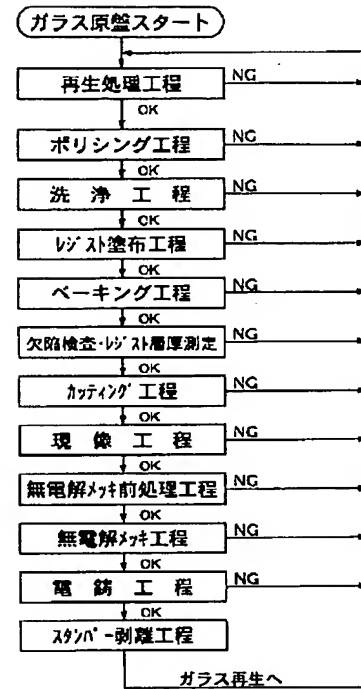 ガラス原盤スタート
再生処理工程 NG
OK
ポリシング工程 NG
OK
洗 浄 工 程 NG
OK
レジスト塗布工程 NG
OK
ベーキング工程 NG
OK
欠陥検査・レジスト層厚測定 NG
OK
カッティング工程 NG
OK
現 像 工 程 NG
OK
無電解メッキ前処理工程 NG
OK
無電解メッキ工程 NG
OK
電 鋳 工 程 NG
OK
スタンパー剥離工程
ガラス再生へ